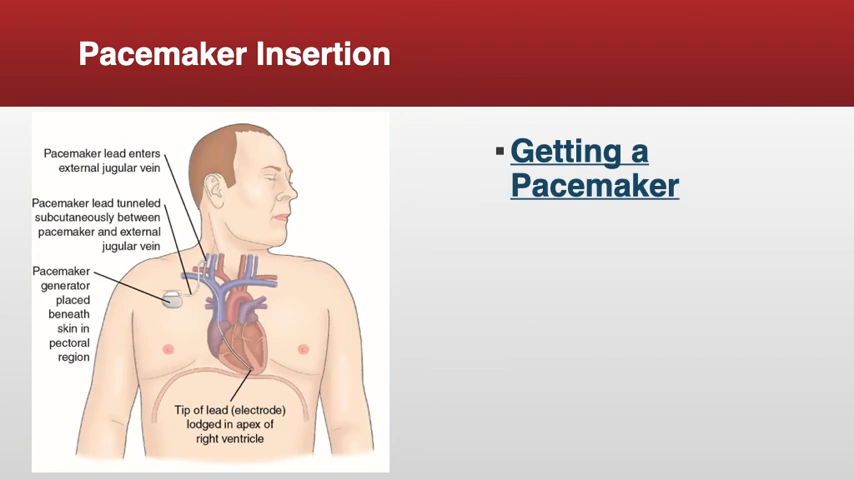 Pacemaker Insertion
Pacemaker lead enters
external jugular vein
Pacemaker lead tunneled
subcutaneously between
pacemaker and external
jugular vein
Pacemaker
generator
placed
beneath
skin in
pectoral
region
Tip of lead (electrode)
lodged in apex of
right ventricle
▪ Getting a
Pacemaker